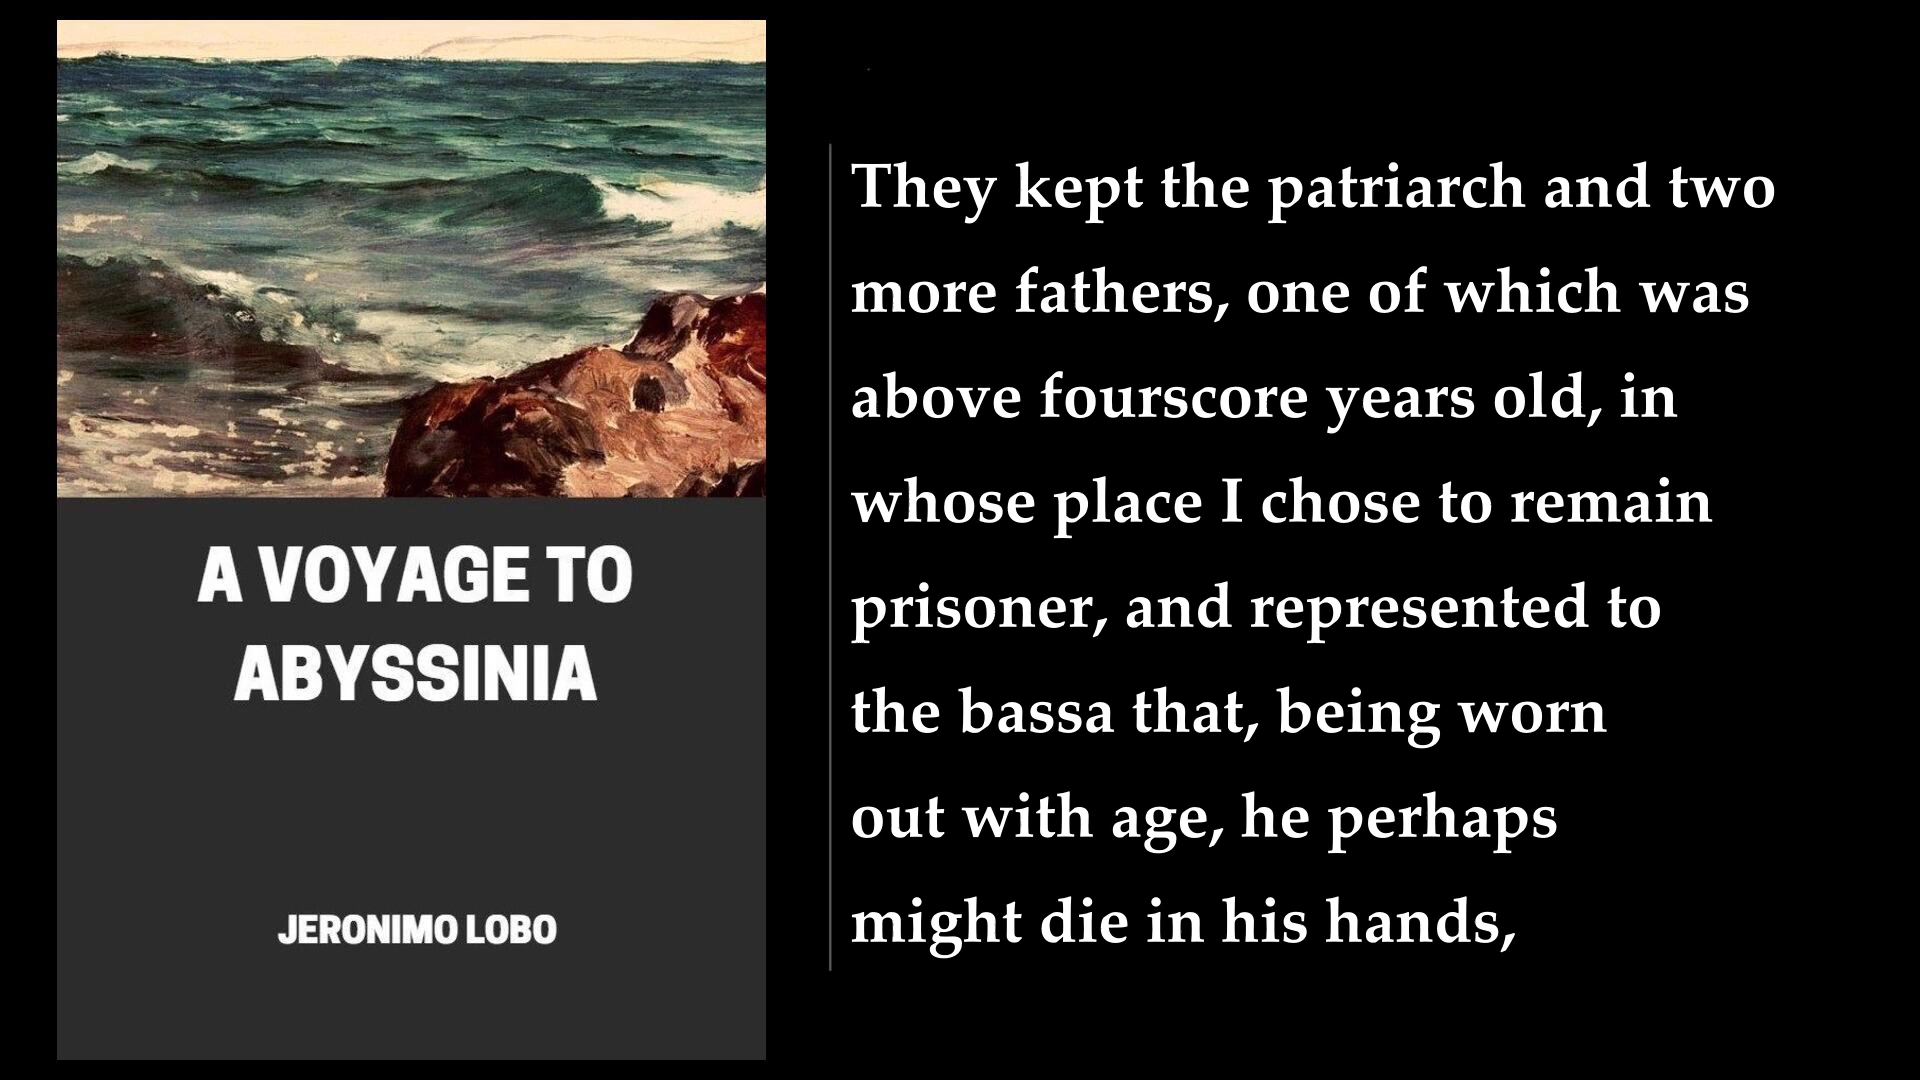 A VOYAGE TO
ABYSSINIA
JERONIMO LOBO
They kept the patriarch and two
more fathers, one of which was
above fourscore years old, in
whose place I chose to remain
prisoner, and represented to
the bassa that, being worn
out with age, he perhaps
might die in his hands,